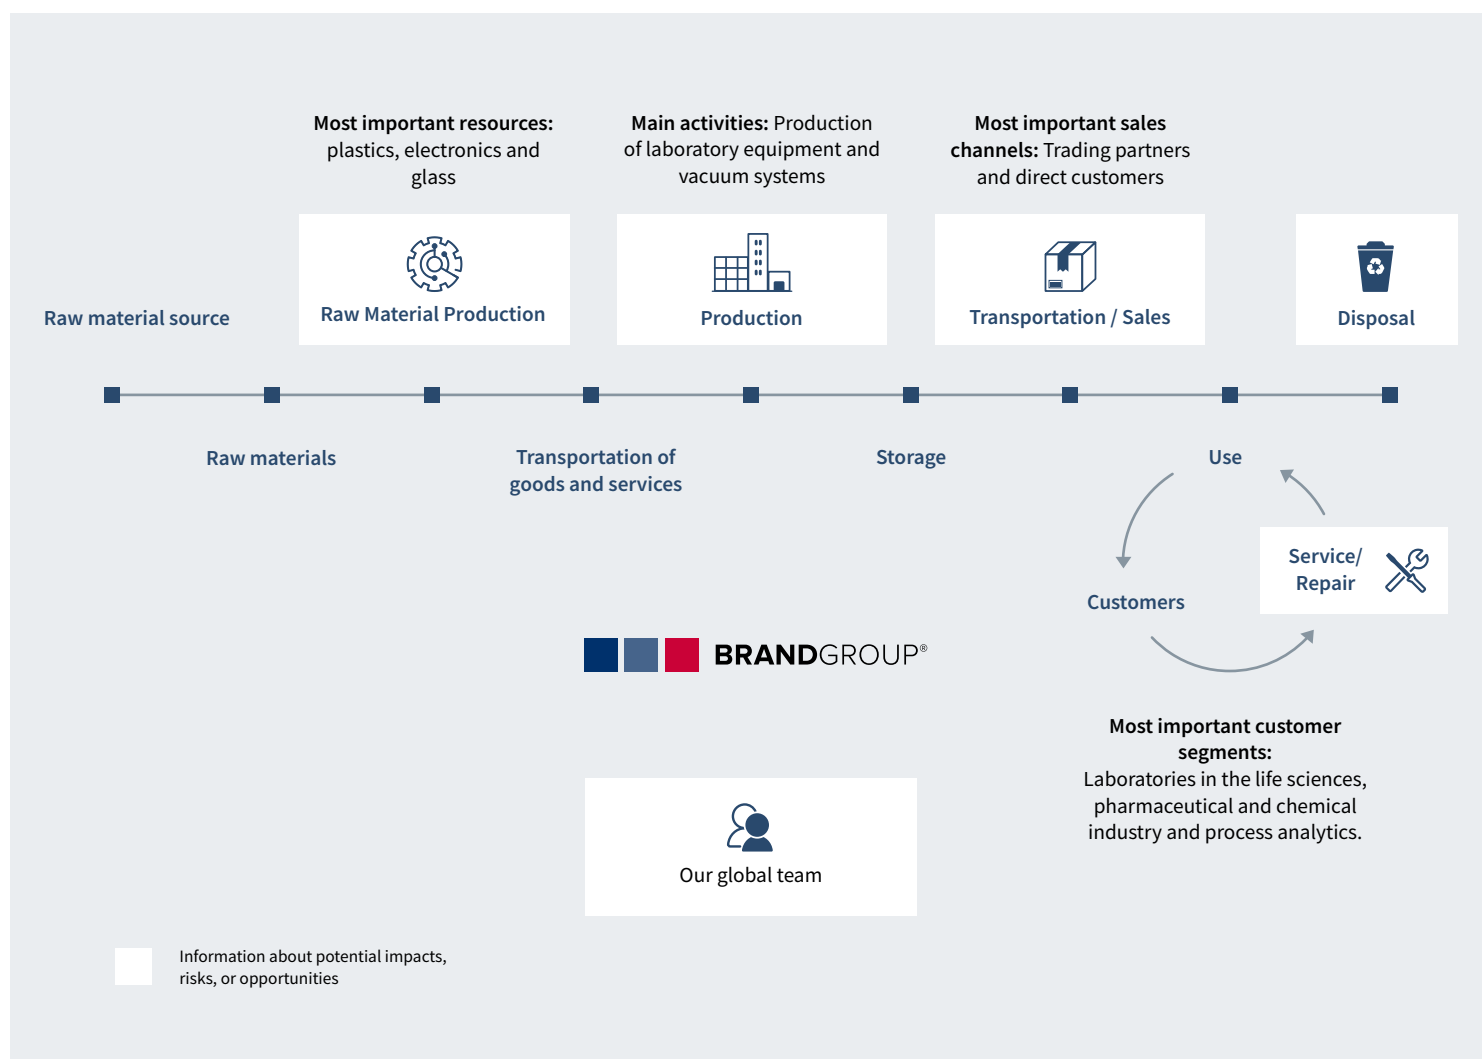 Most important resources:
plastics, electronics and
glass
Main activities: Production
of laboratory equipment and
vacuum systems
Most important sales
channels: Trading partners
and direct customers
Raw material source
Raw Material Production
Production
Transportation / Sales
Disposal
Raw materials
Transportation of
goods and services
Storage
Use
Service/
Repair
Customers
BRANDGROUP®
Most important customer
segments:
Laboratories in the life sciences,
pharmaceutical and chemical
industry and process analytics.
Our global team
Information about potential impacts,
risks, or opportunities